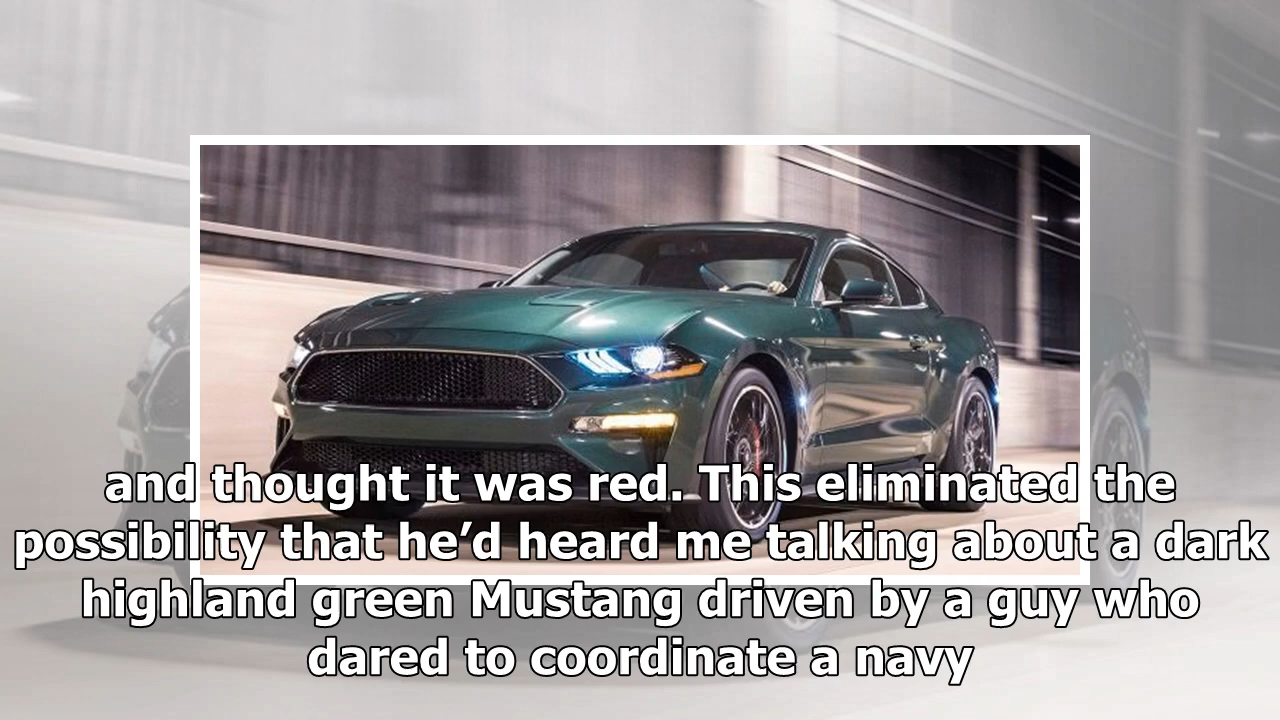 and thought it was red. This eliminated the
possibility that he’d heard me talking about a dark
highland green Mustang driven by a guy who
dared to coordinate a navy